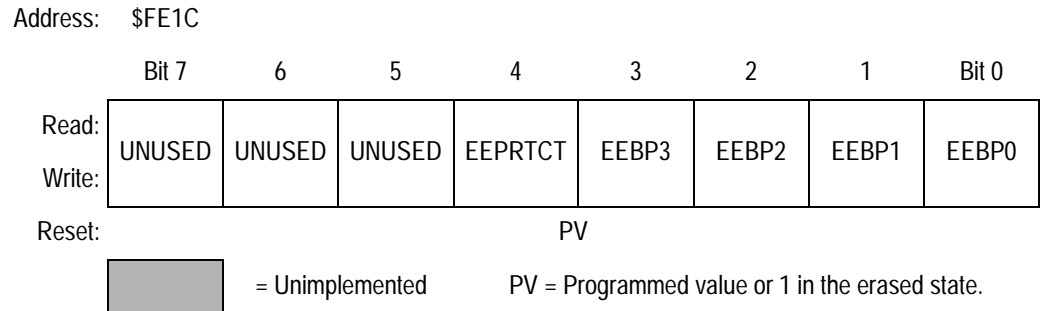 Address: $FE1C
Bit 7 6 5 4 3 2 1 Bit 0
Read:
UNUSED UNUSED UNUSED EEPRTCT EEBP3 EEBP2 EEBP1 EEBP0
Write:
Reset: PV
= Unimplemented PV = Programmed value or 1 in the erased state.